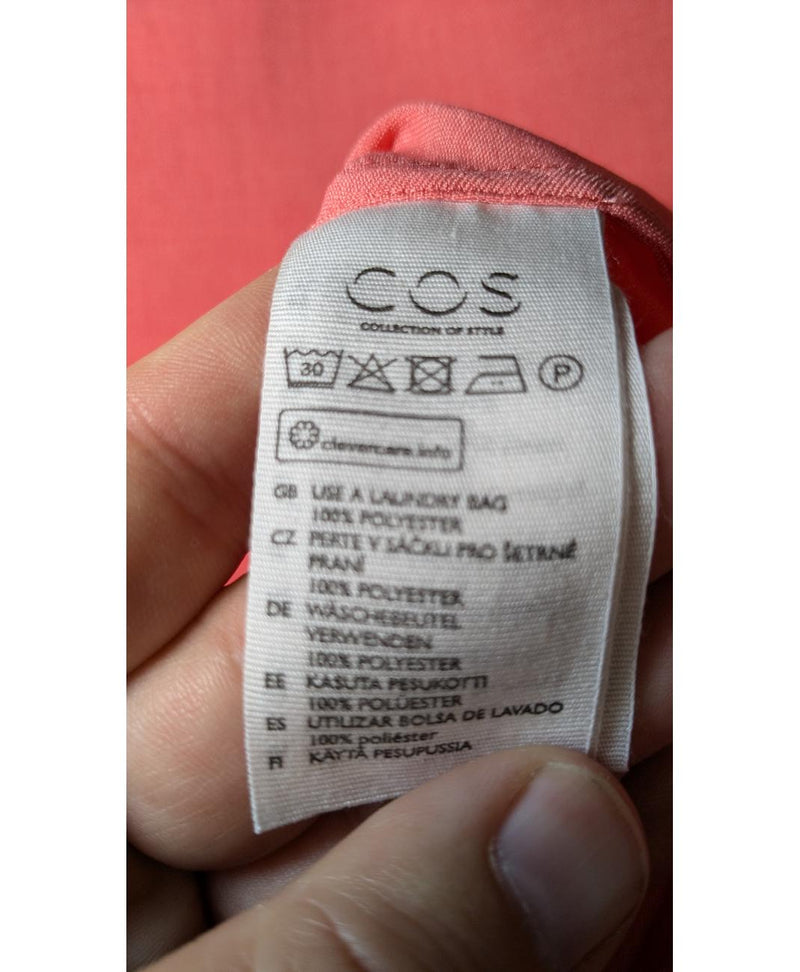 COS
COLLECTION OF STYLE
30 P
clevercare.info
GB USE A LAUNDRY BAG
100% POLYESTER
CZ PERTE V SÁČKU PRO ŠETRNÉ
PRANÍ
100% POLYESTER
DE WÄSCHEBEUTEL
VERWENDEN
100% POLYESTER
EE KASUTA PESUKOTTI
100% POLÜESTER
ES UTILIZAR BOLSA DE LAVADO
100% poliéster
FI KÄYTÄ PESUPUSSIA